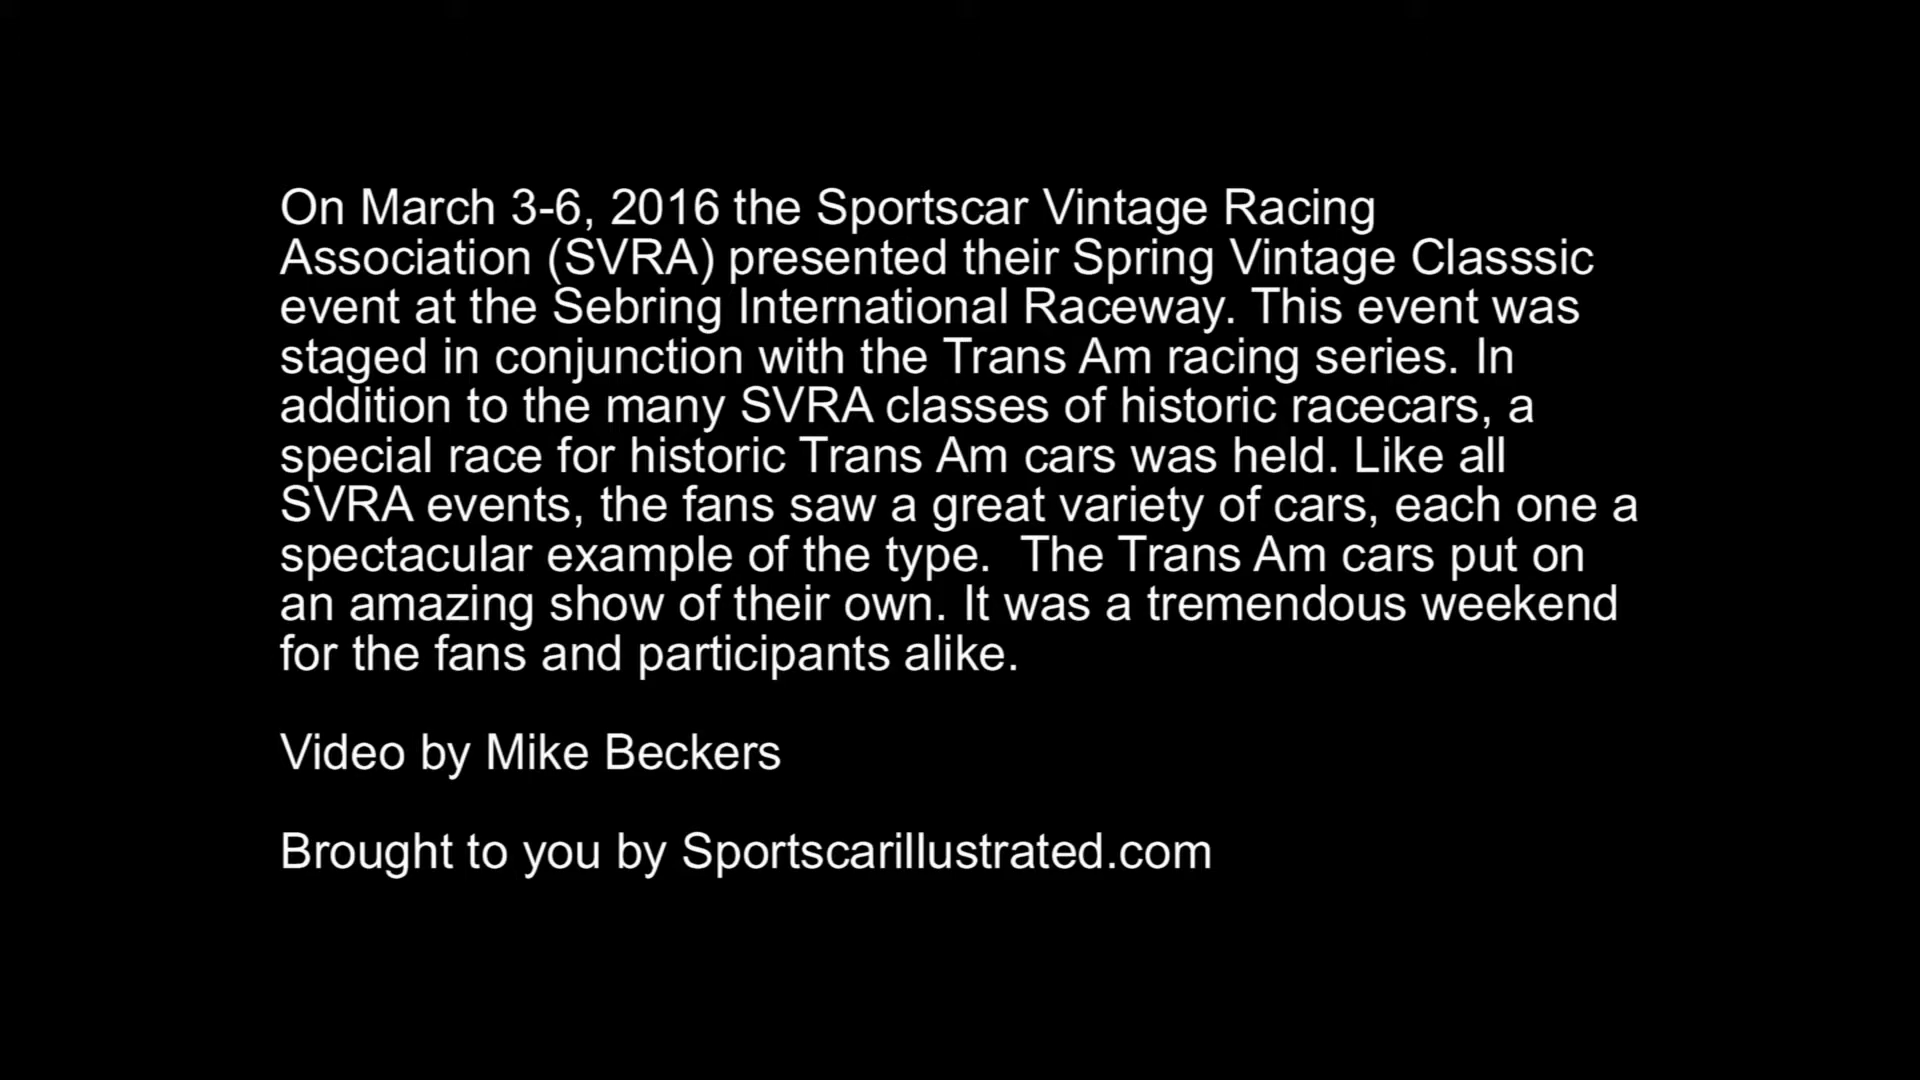 On March 3-6, 2016 the Sportscar Vintage Racing
Association (SVRA) presented their Spring Vintage Classsic
event at the Sebring International Raceway. This event was
staged in conjunction with the Trans Am racing series. In
addition to the many SVRA classes of historic racecars, a
special race for historic Trans Am cars was held. Like all
SVRA events, the fans saw a great variety of cars, each one a
spectacular example of the type.  The Trans Am cars put on
an amazing show of their own. It was a tremendous weekend
for the fans and participants alike.
Video by Mike Beckers
Brought to you by Sportscarillustrated.com